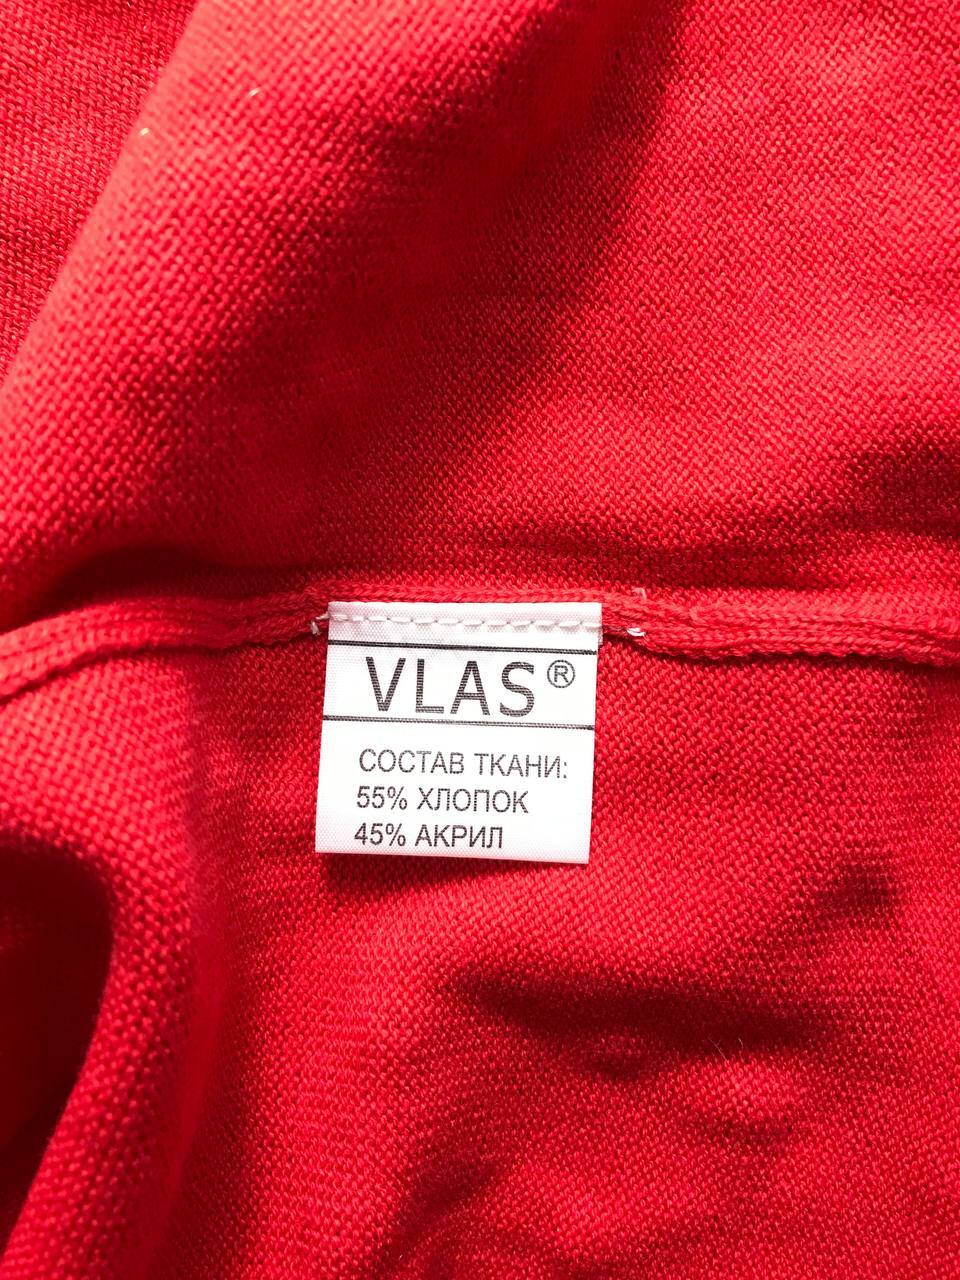 VLAS®
СОСТАВ ТКАНИ:
55% ХЛОПОК
45% АКРИЛ